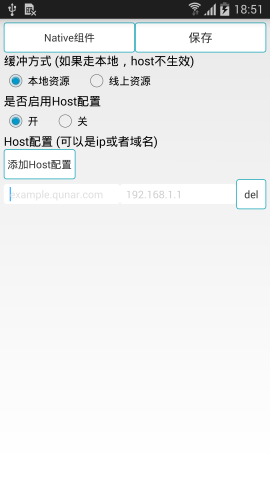 18:51
Native组件 保存
缓冲方式 (如果走本地，host不生效)
本地资源 线上资源
是否启用Host配置
开 关
Host配置 (可以是ip或者域名)
添加Host配置
example.qunar.com 192.168.1.1 del